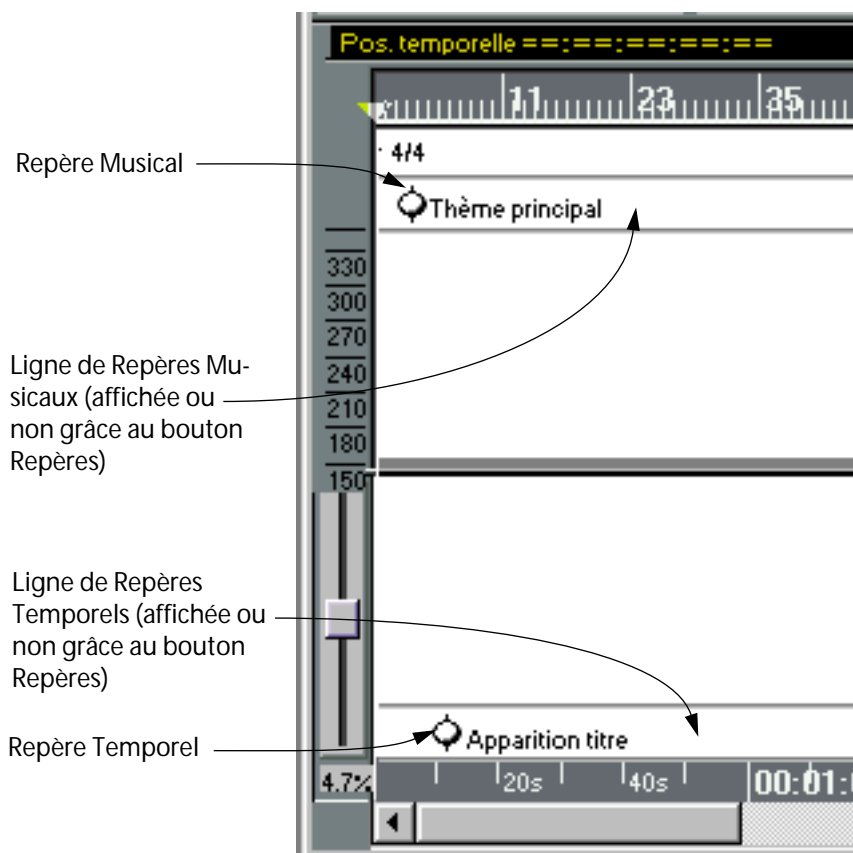 Pos. temporelle ==:==:==:==:==
11 23 35
4/4
Repère Musical
Thème principal
330
300
270
240
210
180
150
Ligne de Repères Mu-
sicaux (affichée ou
non grâce au bouton
Repères)
Ligne de Repères
Temporels (affichée ou
non grâce au bouton
Repères)
Repère Temporel
Apparition titre
4.7%
20s 40s 00:01: